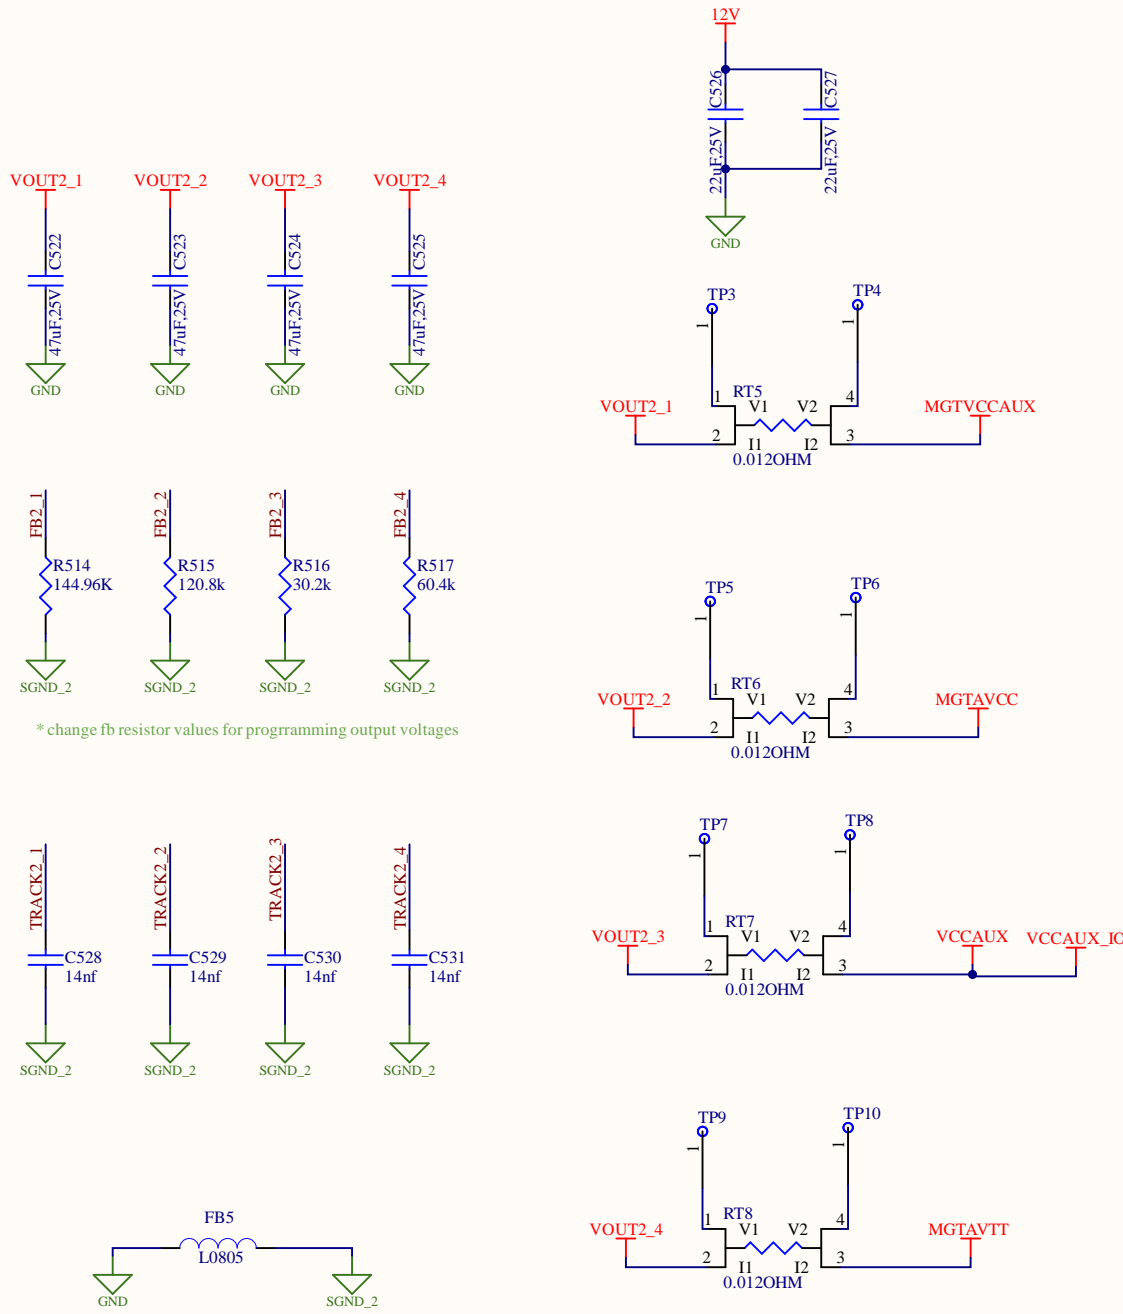 12V
C526
22uF,25V
C527
22uF,25V
GND
VOUT2_1
VOUT2_2
VOUT2_3
VOUT2_4
C522
47uF,25V
C523
47uF,25V
C524
47uF,25V
C525
47uF,25V
GND
GND
GND
GND
TP3
TP4
1
1
RT5
1
V1
V2
4
VOUT2_1
MGTVCCAUX
2
I1
I2
3
0.012OHM
FB2_1
FB2_2
FB2_3
FB2_4
R514
144.96K
R515
120.8k
R516
30.2k
R517
60.4k
SGND_2
SGND_2
SGND_2
SGND_2
* change fb resistor values for progrramming output voltages
TP5
TP6
1
1
RT6
1
V1
V2
4
VOUT2_2
MGTAVCC
2
I1
I2
3
0.012OHM
TRACK2_1
TRACK2_2
TRACK2_3
TRACK2_4
C528
14nf
C529
14nf
C530
14nf
C531
14nf
SGND_2
SGND_2
SGND_2
SGND_2
TP7
TP8
1
1
RT7
1
V1
V2
4
VOUT2_3
VCCAUX
VCCAUX_IO
2
I1
I2
3
0.012OHM
TP9
TP10
1
1
RT8
1
V1
V2
4
VOUT2_4
MGTAVTT
2
I1
I2
3
0.012OHM
FB5
L0805
GND
SGND_2